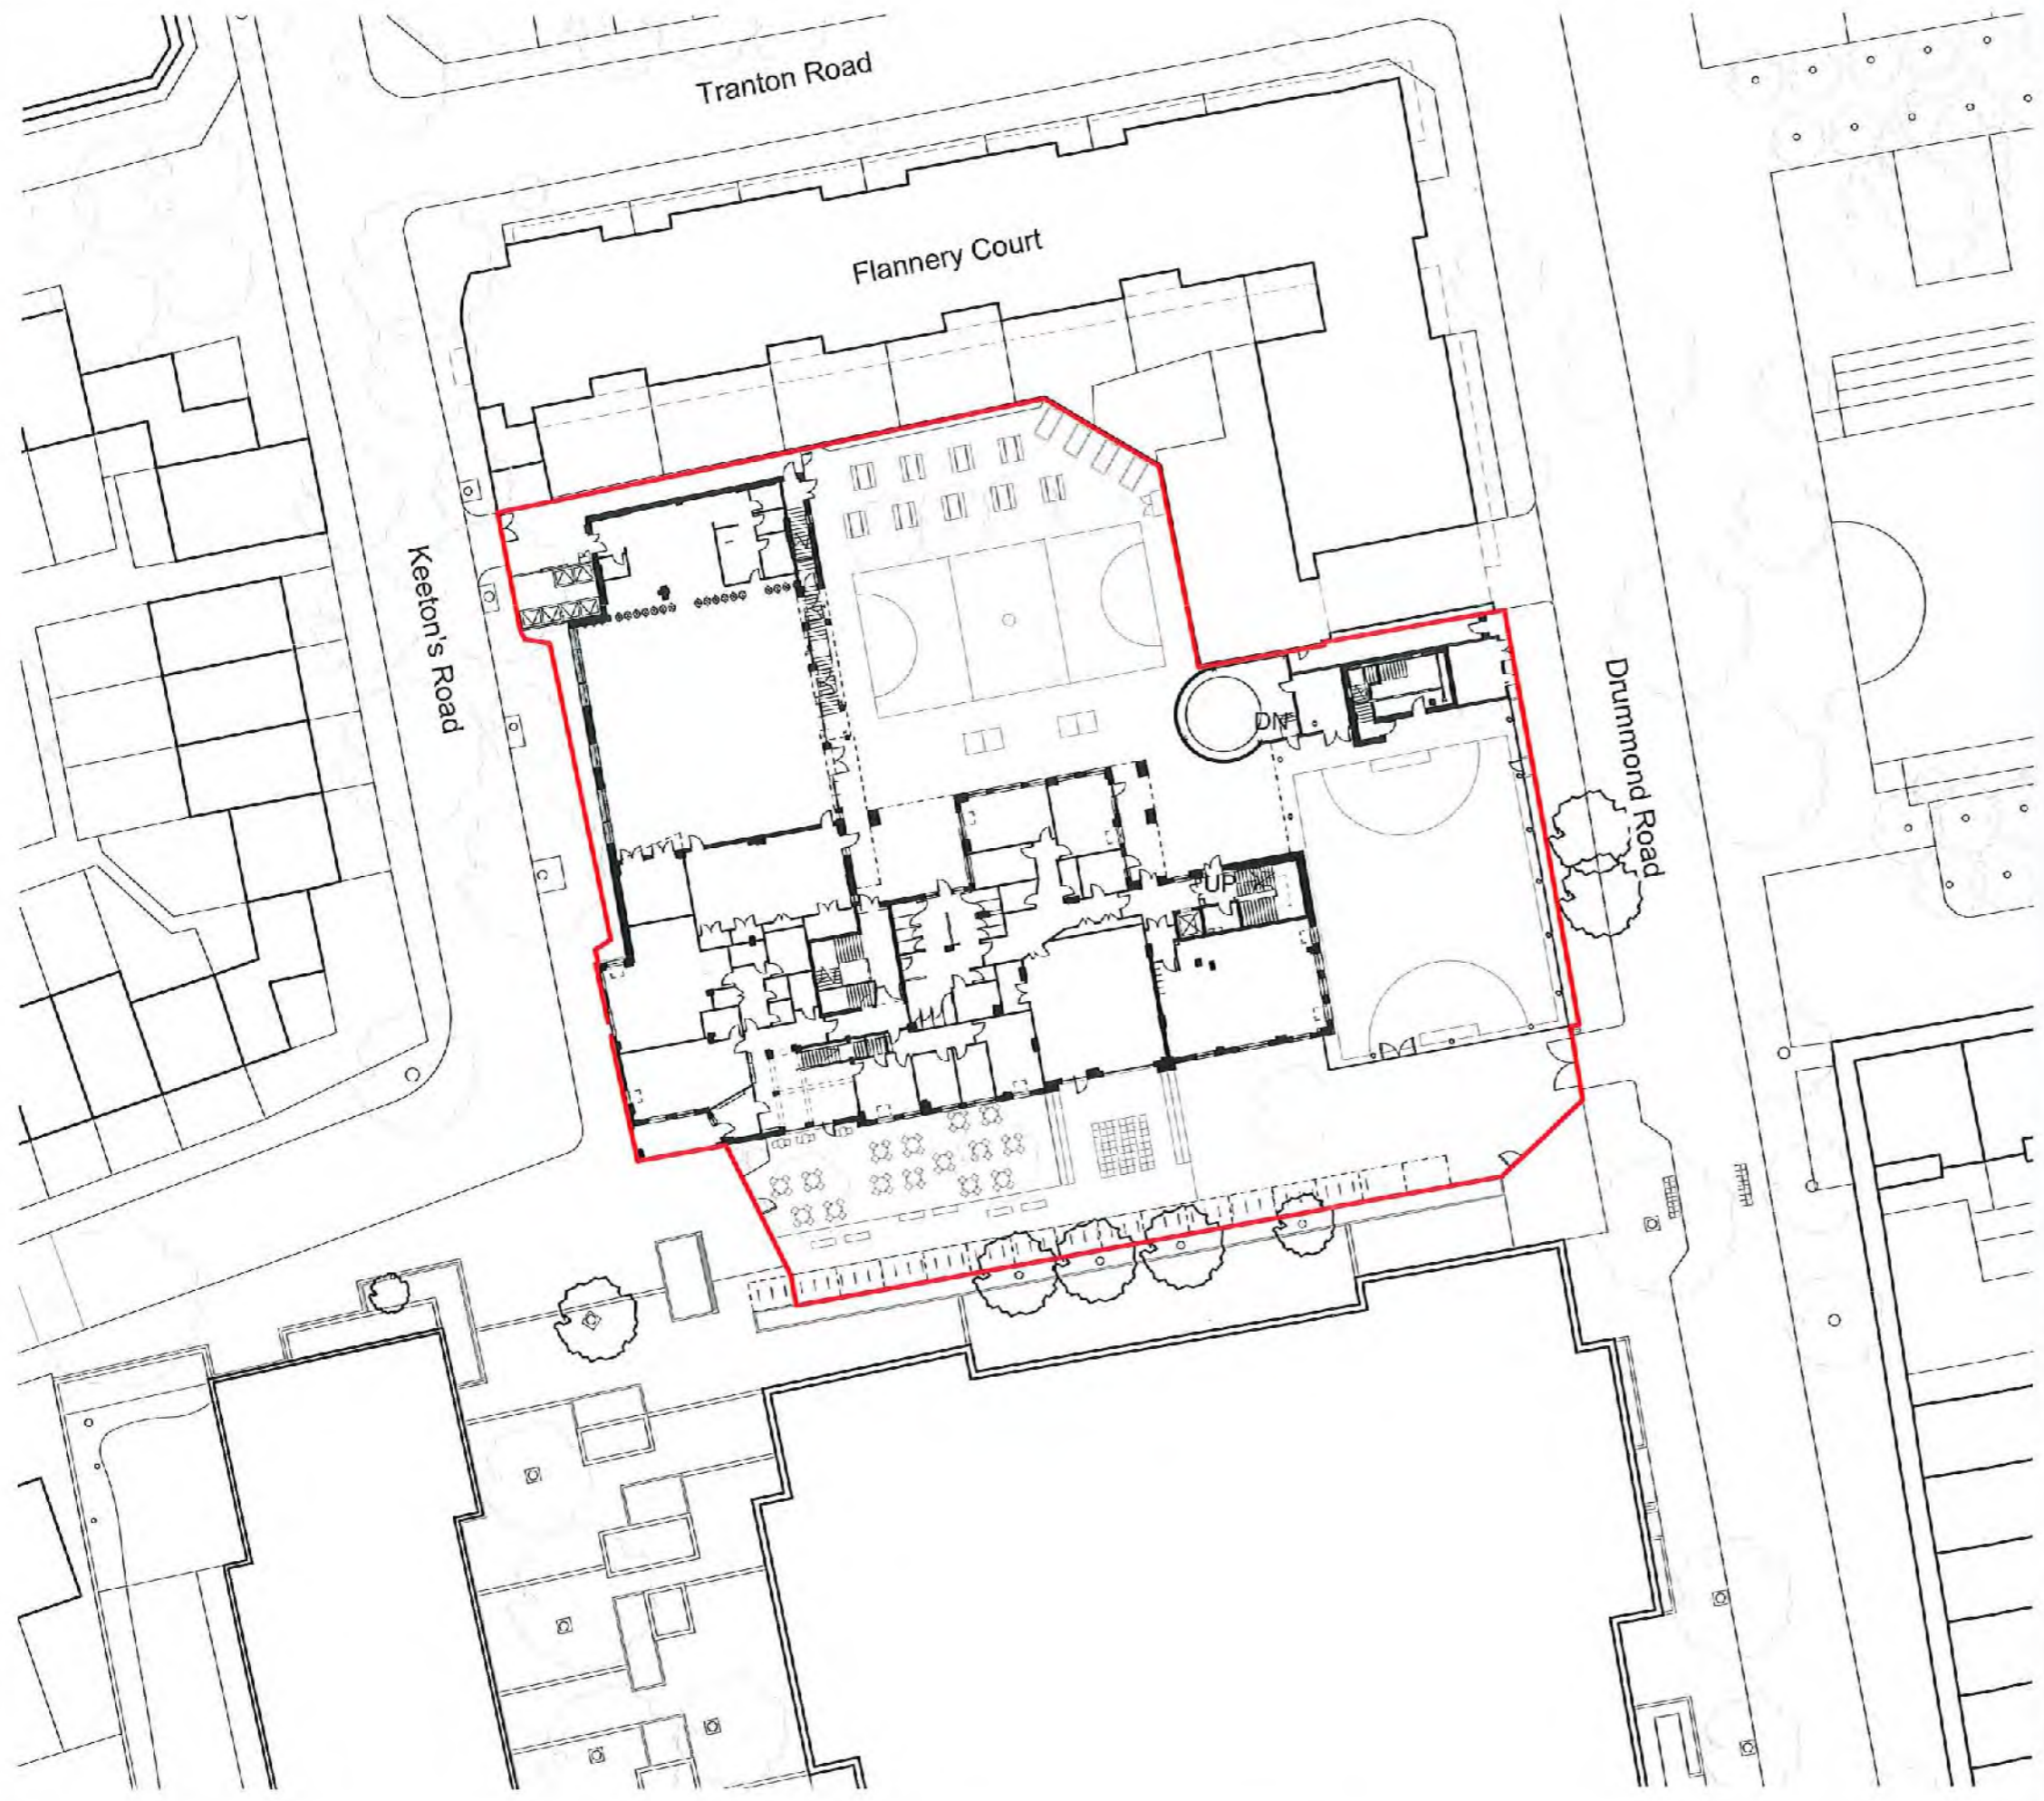 Tranton Road
Flannery Court
Keeton's Road
Drummond Road
DN
UP
C